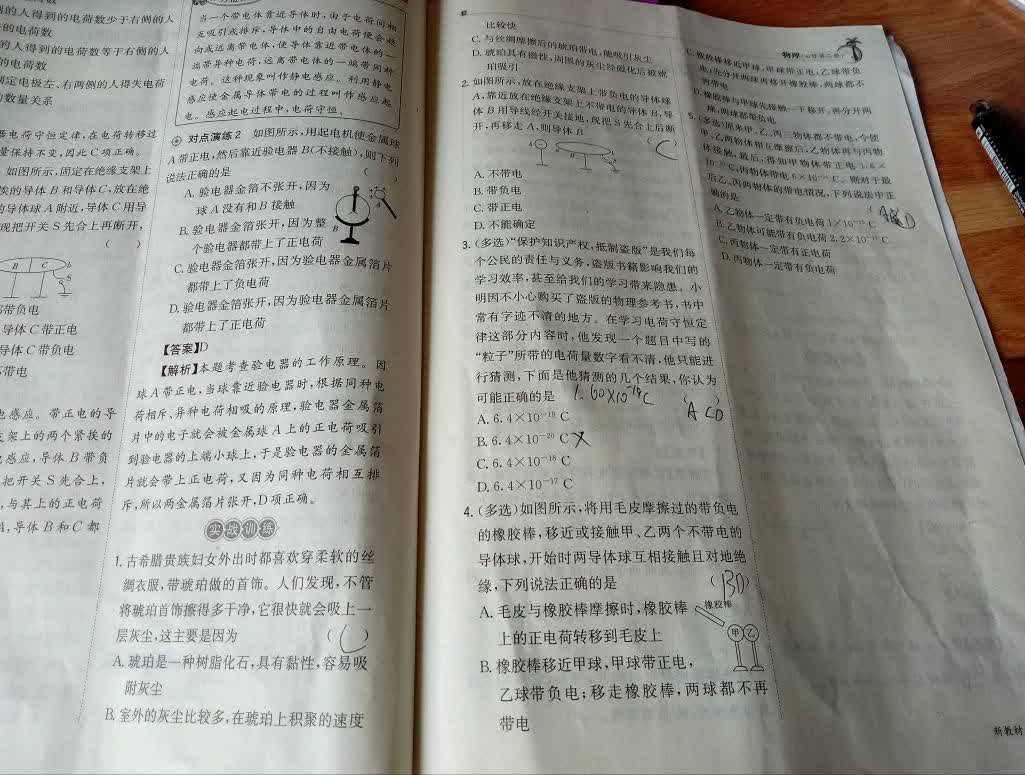 得的人得到的电荷数少于右侧的人
的电荷数
的人得到的电荷数等于右侧的人
的电荷数
定电极左、右两侧的人得失电荷
数量关系
电荷守恒定律,在电荷转移过
量保持不变,因此C项正确。
如图所示,固定在绝缘支架上
的导体B和导体C,放在绝
导体球A附近,导体C用导
现把开关S先合上再断开,
( )
B C
S
带负电
导体C带正电
导体C带负电
带电
电感应。带正电的导
支架上的两个紧挨的
感应,导体B带负
把开关S先合上,
与其上的正电荷
A,导体B和C都
当一个带电体靠近导体时,由于电荷间相
互吸引或排斥,导体中的自由电荷便会趋
向或远离带电体,使导体靠近带电体的一
端带异种电荷,远离带电体的一端带同种
电荷。这种现象叫作静电感应。利用静电
感应使金属导体带电的过程叫作感应起
电。感应起电过程中,电荷守恒。
对点演练2 如图所示,用起电机使金属球
A带正电,然后靠近验电器B(不接触),则下列
说法正确的是 ( )
A. 验电器金箔不张开,因为
球A没有和B接触
B. 验电器金箔张开,因为整
个验电器都带上了正电荷
C. 验电器金箔张开,因为验电器金属箔片
都带上了负电荷
D. 验电器金箔张开,因为验电器金属箔片
都带上了正电荷
A
B
【答案】D
【解析】本题考查验电器的工作原理。因
球A带正电,当球靠近验电器时,根据同种电
荷相斥、异种电荷相吸的原理,验电器金属箔
片中的电子就会被金属球A上的正电荷吸引
到验电器的上端小球上,于是验电器的金属箔
片就会带上正电荷,又因为同种电荷相互排
斥,所以两金属箔片张开,D项正确。
实战训练
1. 古希腊贵族妇女外出时都喜欢穿柔软的丝
绸衣服,带琥珀做的首饰。人们发现,不管
将琥珀首饰擦得多干净,它很快就会吸上一
层灰尘,这主要是因为 ( C )
A. 琥珀是一种树脂化石,具有黏性,容易吸
附灰尘
B. 室外的灰尘比较多,在琥珀上积聚的速度
比较快
C. 与丝绸摩擦后的琥珀带电,能吸引灰尘
D. 琥珀具有磁性,周围的灰尘经磁化后被琥
珀吸引
2. 如图所示,放在绝缘支架上带负电的导体球
A,靠近放在绝缘支架上不带电的导体B,导
体B用导线经开关接地,现把S先合上后断
开,再移走A,则导体B ( C )
A
B
A. 不带电
B. 带负电
C. 带正电
D. 不能确定
3. (多选)“保护知识产权,抵制盗版”是我们每
个公民的责任与义务,盗版书籍影响我们的
学习效率,甚至给我们的学习带来隐患。小
明因不小心购买了盗版的物理参考书,书中
常有字迹不清的地方。在学习电荷守恒定
律这部分内容时,他发现一个题目中写的
“粒子”所带的电荷量数字看不清,他只能进
行猜测,下面是他猜测的几个结果,你认为
可能正确的是 1.60×10⁻¹⁹C ( ACD )
A. 6.4×10⁻¹⁹ C
B. 6.4×10⁻²⁰ C ×
C. 6.4×10⁻¹⁸ C
D. 6.4×10⁻¹⁷ C
4. (多选)如图所示,将用毛皮摩擦过的带负电
的橡胶棒,移近或接触甲、乙两个不带电的
导体球,开始时两导体球互相接触且对地绝
缘,下列说法正确的是 ( BD )
A. 毛皮与橡胶棒摩擦时,橡胶棒
上的正电荷转移到毛皮上
B. 橡胶棒移近甲球,甲球带正电,
乙球带负电;移走橡胶棒,两球都不再
带电
橡胶棒
甲 乙
物理
C. 橡胶棒移近甲球,甲球带正电,乙球带负
电,先分开两球再移开橡胶棒,两球都不
再带电
D. 橡胶棒与甲球先接触一下移开,再分开两
球,两球都带负电
5. (多选)原来甲、乙、丙三物体都不带电,今使
甲、乙两物体相互摩擦后,乙物体再与丙物
体接触,最后,得知甲物体带正电1.6×
10⁻¹⁵ C,丙物体带电8×10⁻¹⁶ C。则对于最
后乙、丙两物体的带电情况,下列说法中正
确的是 ( A D
A. 乙物体一定带有负电荷
B. 乙物体可能带有负电荷
C. 丙物体一定带有正电荷
D. 丙物体一定带有负电荷
新教材